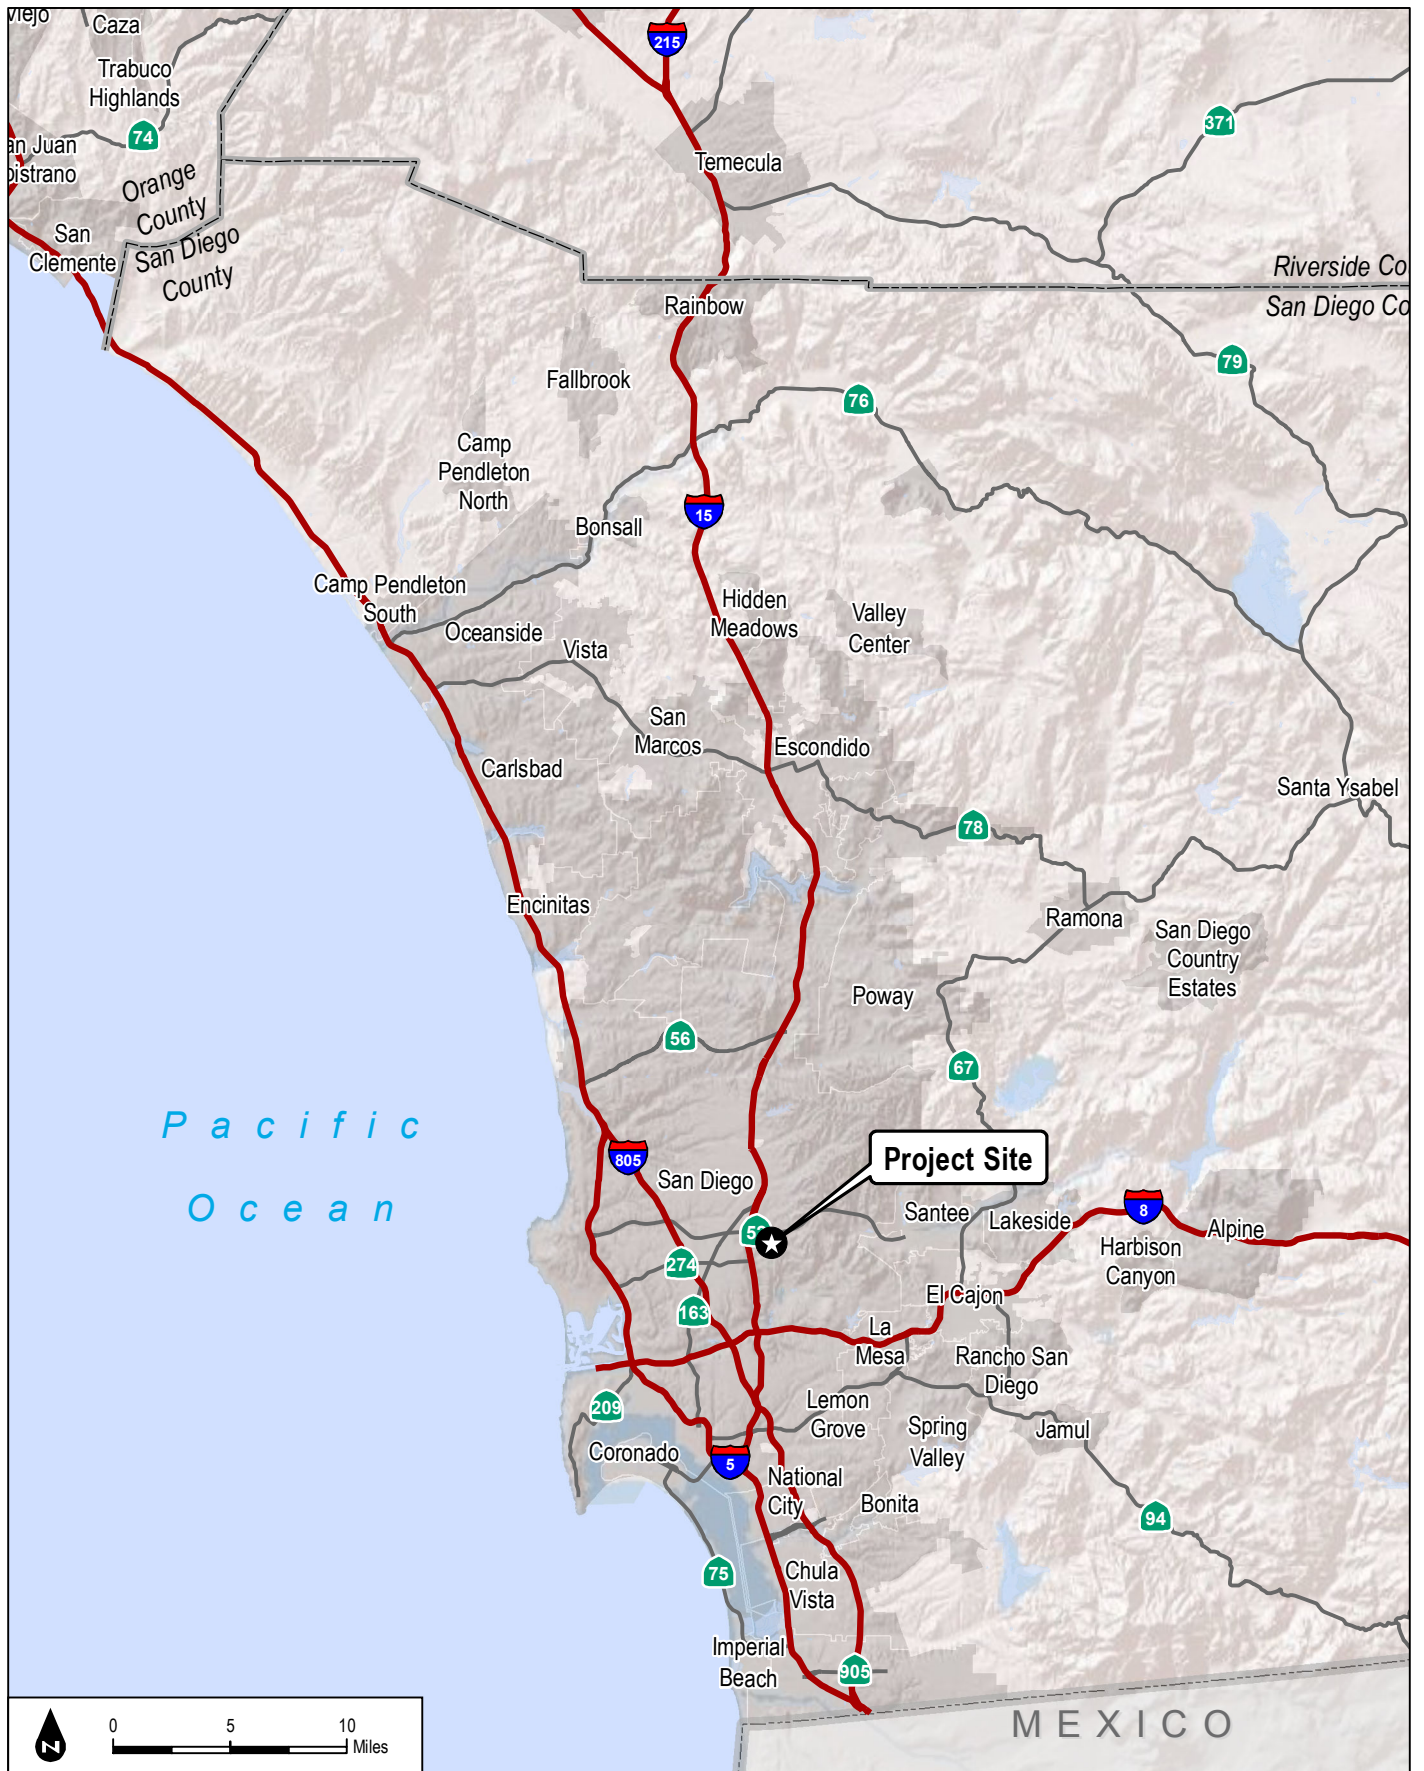 Caza
215
Trabuco
Highlands
371
74
Temecula
Orange
County
San
Clemente
San Diego
County
Riverside Co
San Diego Co
Rainbow
79
Fallbrook
76
Camp
Pendleton
North
15
Bonsall
Camp Pendleton
South
Hidden
Meadows
Valley
Center
Oceanside
Vista
San
Marcos
Escondido
Carlsbad
Santa Ysabel
78
Encinitas
Ramona
San Diego
Country
Estates
Poway
56
67
Pacific
Ocean
805
Project Site
San Diego
8
Santee
Lakeside
Alpine
Harbison
Canyon
274
El Cajon
163
La
Mesa
Rancho San
Diego
209
Lemon
Grove
Spring
Valley
Jamul
Coronado
5
National
City
Bonita
94
75
Chula
Vista
Imperial
Beach
905
MEXICO
N
0 5 10
Miles